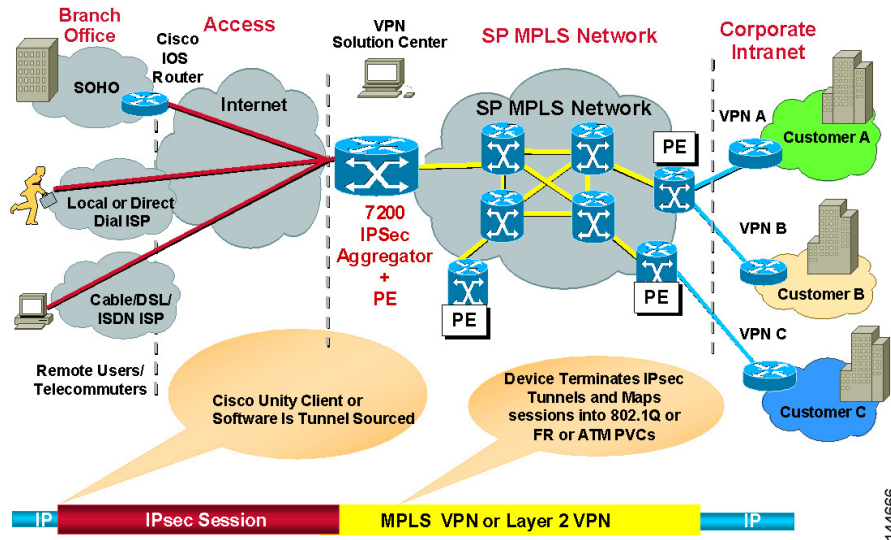 Branch
Office
Access
VPN
Solution Center
SP MPLS Network
Corporate
Intranet
Cisco
IOS
Router
SOHO
Internet
SP MPLS Network
VPN A
Customer A
PE
Local or Direct
Dial ISP
7200
IPSec
Aggregator
+
PE
VPN B
Customer B
Cable/DSL/
ISDN ISP
PE
PE
VPN C
Customer C
Remote Users/
Telecommuters
Cisco Unity Client or
Software Is Tunnel Sourced
Device Terminates IPsec
Tunnels and Maps
sessions into 802.1Q or
FR or ATM PVCs
IP
IPsec Session
MPLS VPN or Layer 2 VPN
IP
144666